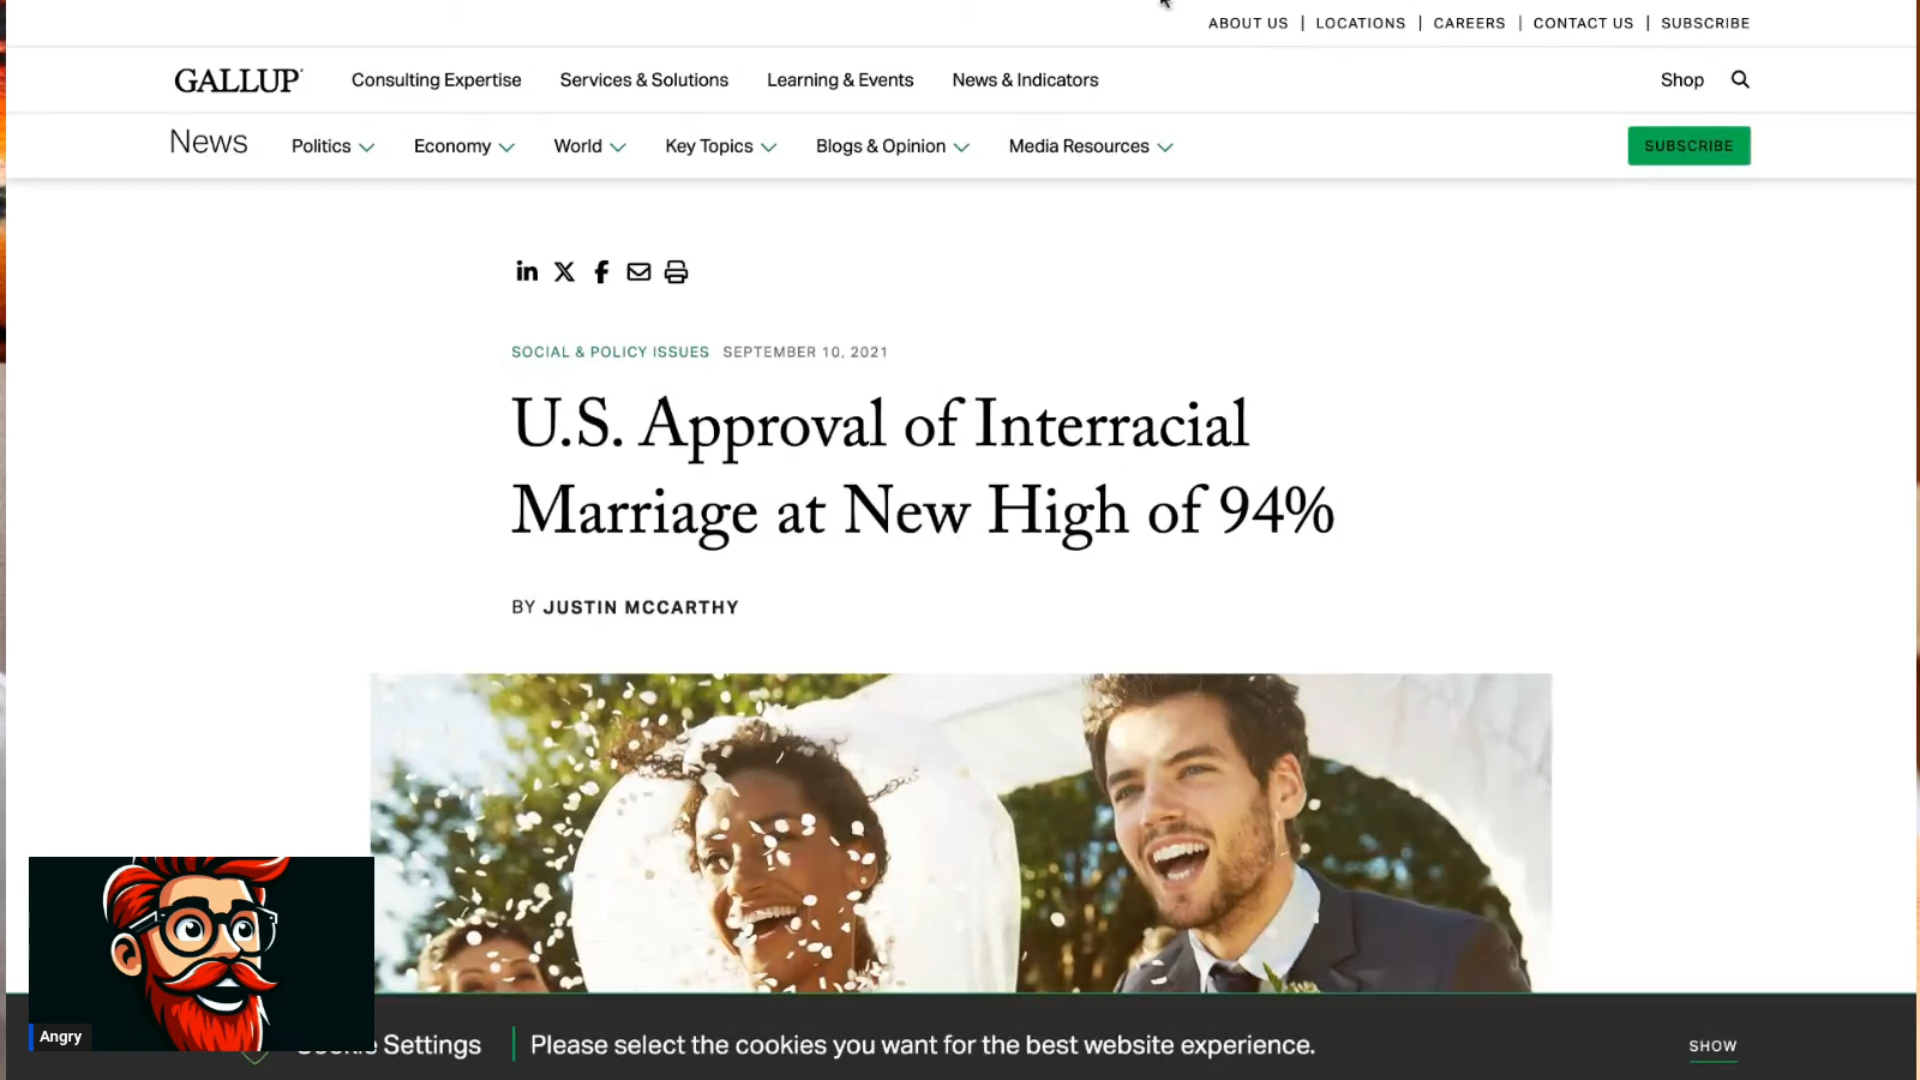 ABOUT US | LOCATIONS | CAREERS | CONTACT US | SUBSCRIBE
GALLUP Consulting Expertise Services & Solutions Learning & Events News & Indicators Shop
News Politics Economy World Key Topics Blogs & Opinion Media Resources SUBSCRIBE
SOCIAL & POLICY ISSUES SEPTEMBER 10, 2021
U.S. Approval of Interracial
Marriage at New High of 94%
BY JUSTIN MCCARTHY
Angry
Settings Please select the cookies you want for the best website experience. SHOW